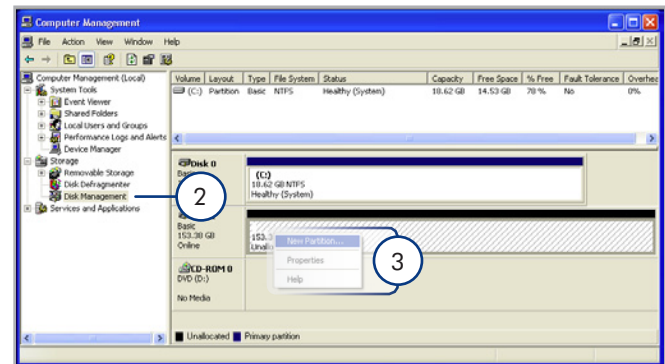 Computer Management
File Action View Window Help
Computer Management (Local)
System Tools
Event Viewer
Shared Folders
Local Users and Groups
Performance Logs and Alerts
Device Manager
Storage
Removable Storage
Disk Defragmenter
Disk Management
Services and Applications
2
Volume Layout Type File System Status Capacity Free Space % Free Fault Tolerance Overhea
(C:) Partition Basic NTFS Healthy (System) 18.62 GB 14.53 GB 78 % No 0%
Disk 0
(C:)
18.62 GB NTFS
Healthy (System)
Basic
153.38 GB
Online
153.
Unallo
New Partition...
Properties
Help
3
CD-ROM 0
DVD (D:)
No Media
Unallocated Primary partition